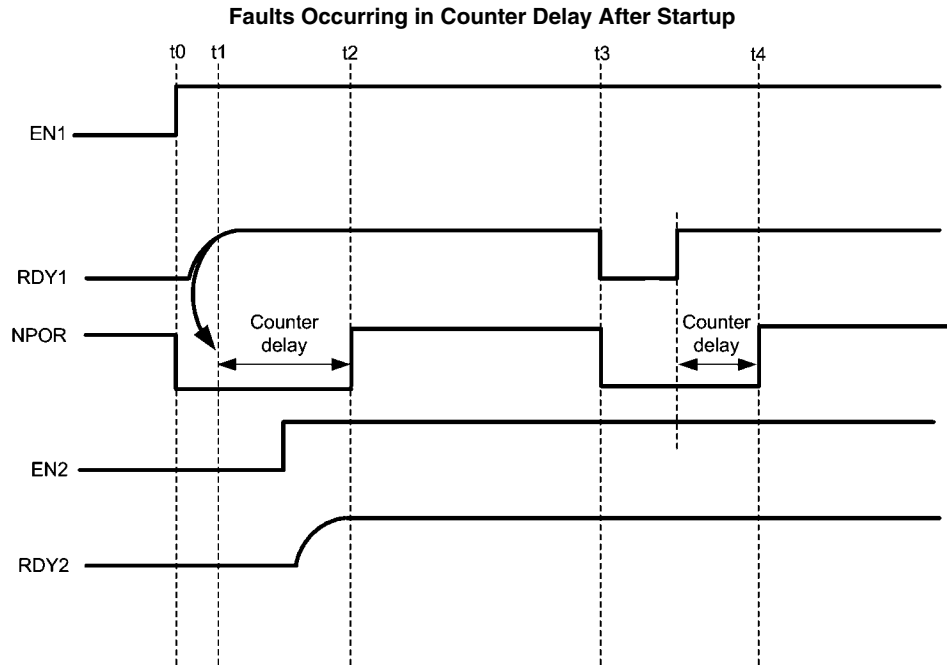 Faults Occurring in Counter Delay After Startup
t0 t1 t2 t3 t4
EN1
RDY1
NPOR
Counter
delay
Counter
delay
EN2
RDY2